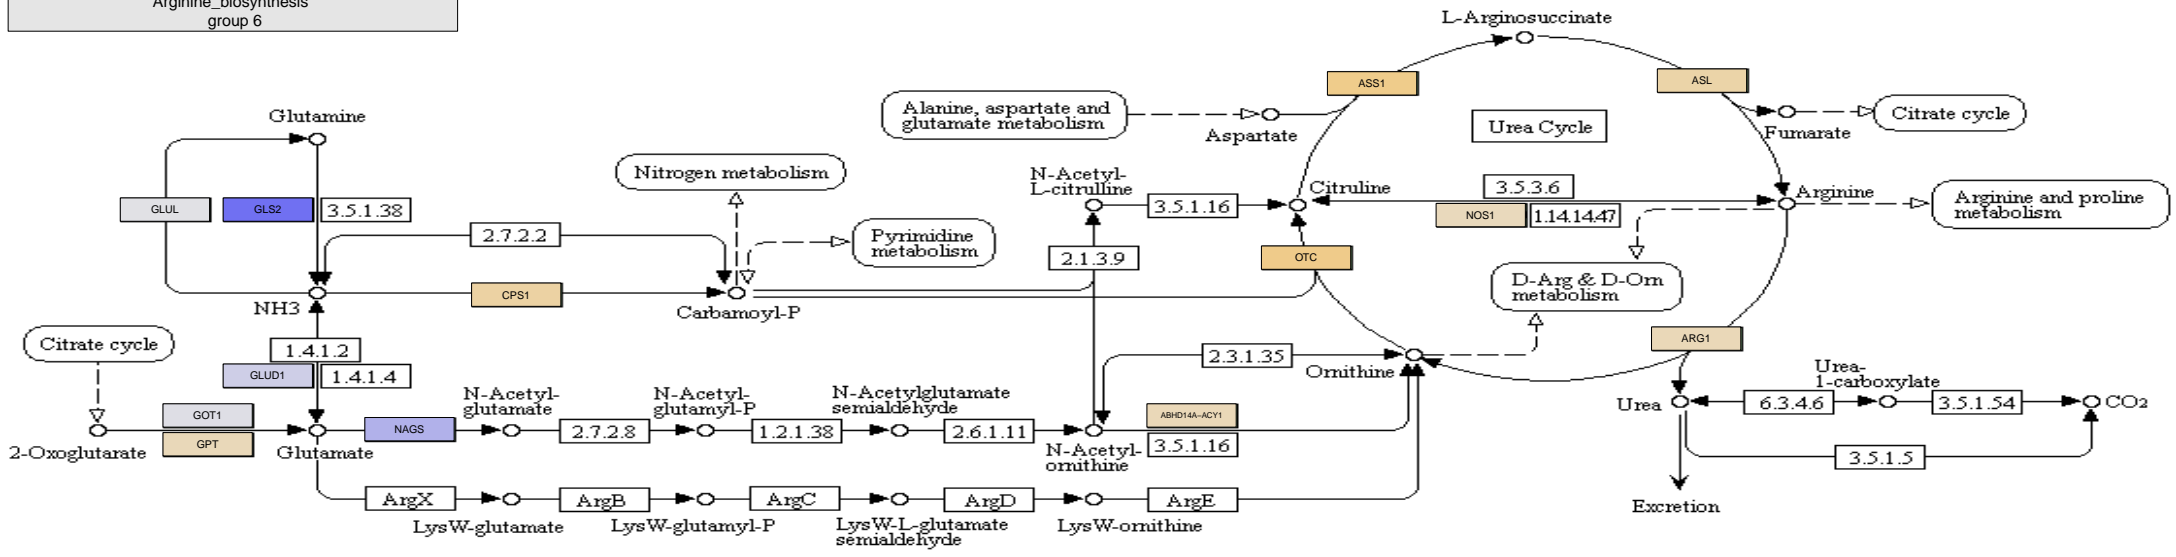 Arginine_biosynthesis
group 6
L-Arginosuccinate
ASS1
ASL
Alanine, aspartate and
glutamate metabolism
Aspartate
Urea Cycle
Fumarate
Citrate cycle
Glutamine
Nitrogen metabolism
N-Acetyl-
L-citrulline
3.5.1.16
Citruline
3.5.3.6
Arginine
Arginine and proline
metabolism
GLUL
GLS2
3.5.1.38
NOS1
1.14.14.47
2.7.2.2
Pyrimidine
metabolism
2.1.3.9
OTC
D-Arg & D-Orn
metabolism
NH3
CPS1
Carbamoyl-P
Citrate cycle
1.4.1.2
GLUD1
1.4.1.4
2.3.1.35
Ornithine
ARG1
Urea-
1-carboxylate
N-Acetyl-
glutamate
N-Acetyl-
glutamyl-P
N-Acetylglutamate
semialdehyde
Urea
6.3.4.6
3.5.1.54
CO2
GOT1
GPT
2-Oxoglutarate
Glutamate
NAGS
2.7.2.8
1.2.1.38
2.6.1.11
N-Acetyl-
ornithine
ABHD14A-ACY1
3.5.1.16
3.5.1.5
ArgX
ArgB
ArgC
ArgD
ArgE
LysW-glutamate
LysW-glutamyl-P
LysW-L-glutamate
semialdehyde
LysW-ornithine
Excretion